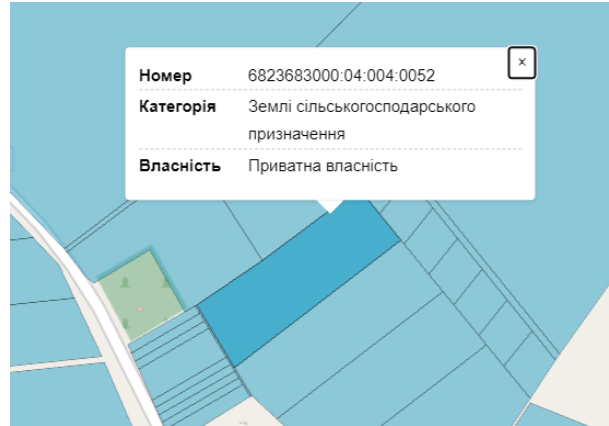 ×
Номер 6823683000:04:004:0052
Категорія Землі сільськогосподарського
призначення
Власність Приватна власність